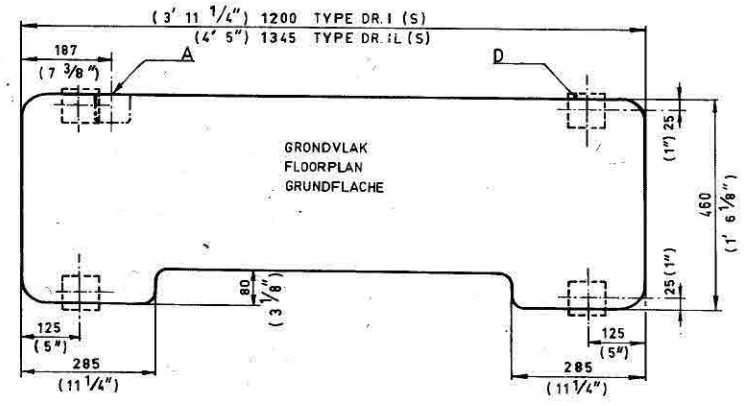 (3' 11 1/4") 1200 TYPE DR.I (S)
(4' 5") 1345 TYPE DR.IL (S)
187
(7 3/8")
A
D
25
(1")
GRONDVLAK
FLOORPLAN
GRUNDFLACHE
460
(1' 6 1/8")
80
(3 1/8")
25 (1")
125
(5")
125
(5")
285
(11 1/4")
285
(11 1/4")